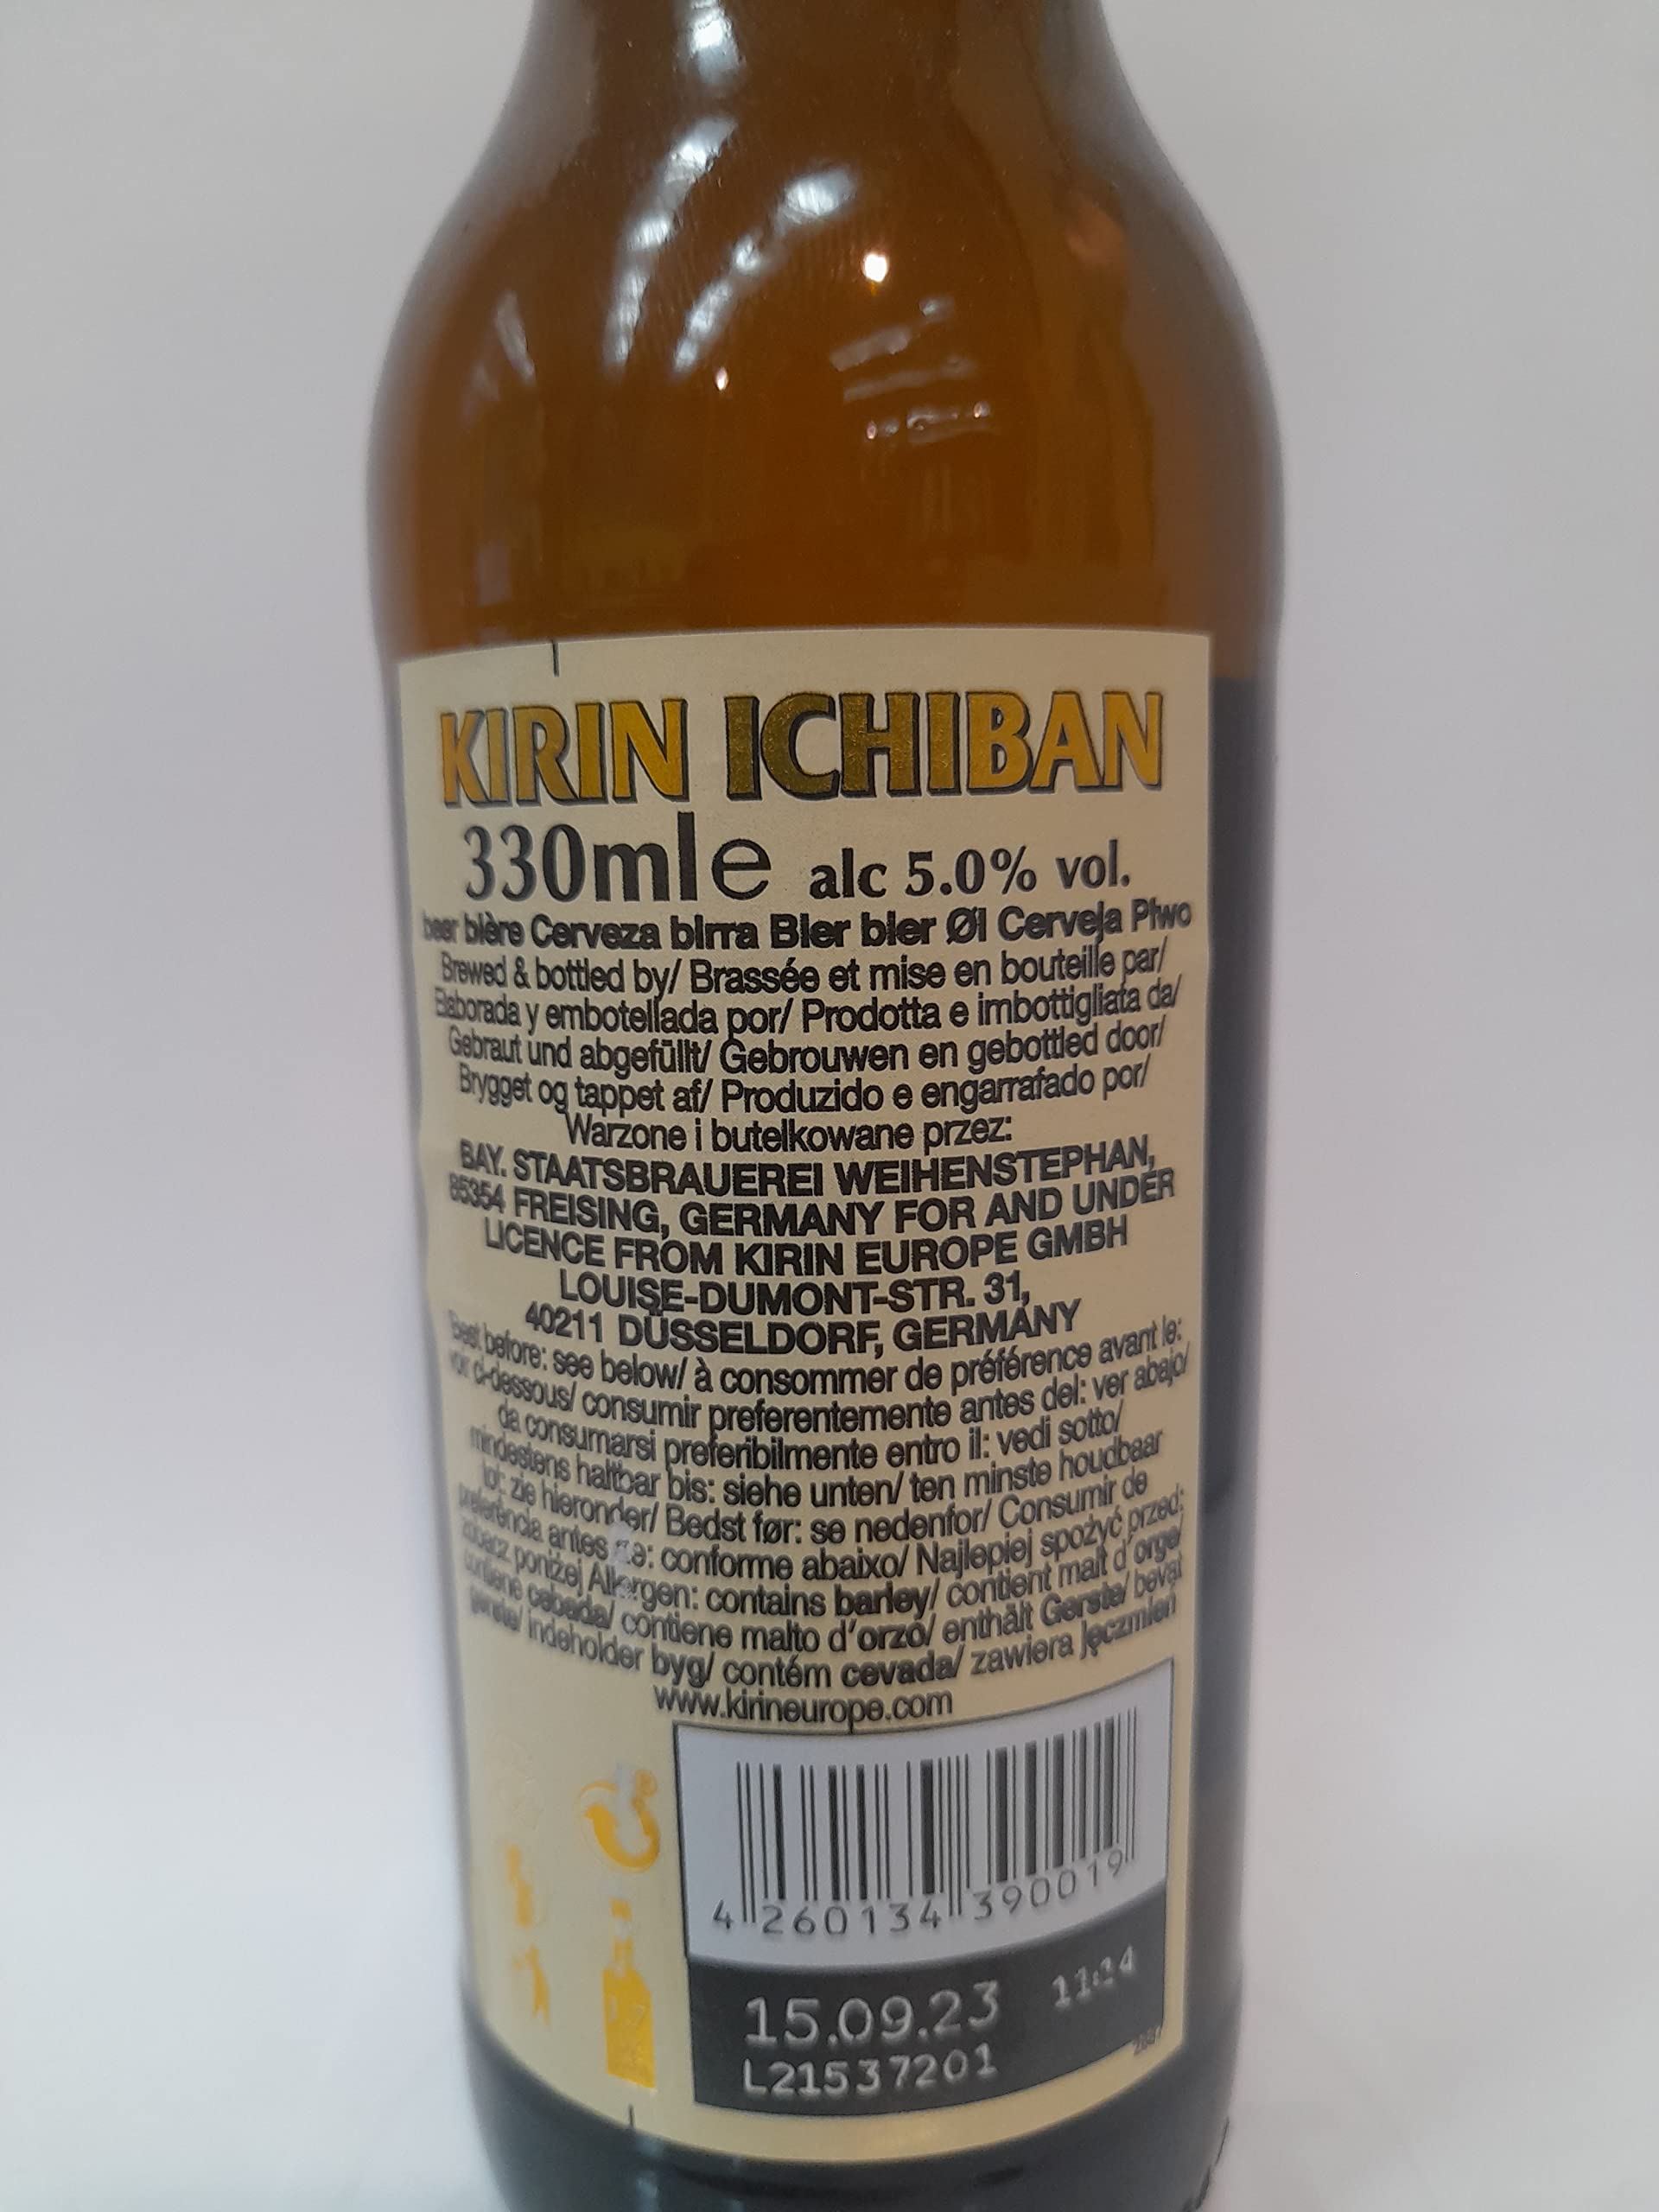 KIRIN ICHIBAN
330mle alc 5.0% vol.
beer bière Cerveza birra Bier bier Øl Cerveja Piwo
Brewed & bottled by/ Brassée et mise en bouteille par/
Elaborada y embotellada por/ Prodotta e imbottigliata da/
Gebraut und abgefüllt/ Gebrouwen en gebottled door/
Brygget og tappet af/ Produzido e engarrafado por/
Warzone i butelkowane przez:
BAY. STAATSBRAUEREI WEIHENSTEPHAN,
85354 FREISING, GERMANY FOR AND UNDER
LICENCE FROM KIRIN EUROPE GMBH
LOUISE-DUMONT-STR. 31,
40211 DÜSSELDORF, GERMANY
Best before: see below/ à consommer de préférence avant le:
voir ci-dessous/ consumir preferentemente antes del: ver abajo/
da consumarsi preferibilmente entro il: vedi sotto/
mindestens haltbar bis: siehe unten/ ten minste houdbaar
tot: zie hieronder/ Bedst før: se nedenfor/ Consumir de
preferência antes de: conforme abaixo/ Najlepiej spożyć przed:
zobacz poniżej Allergen: contains barley/ contient malt d'orge/
contiene cebada/ contiene malto d'orzo/ enthält Gerste/ bevat
gerste/ indeholder byg/ contém cevada/ zawiera jęczmień
www.kirineurope.com
4 260134 390019
15.09.23 11:24
L21537201